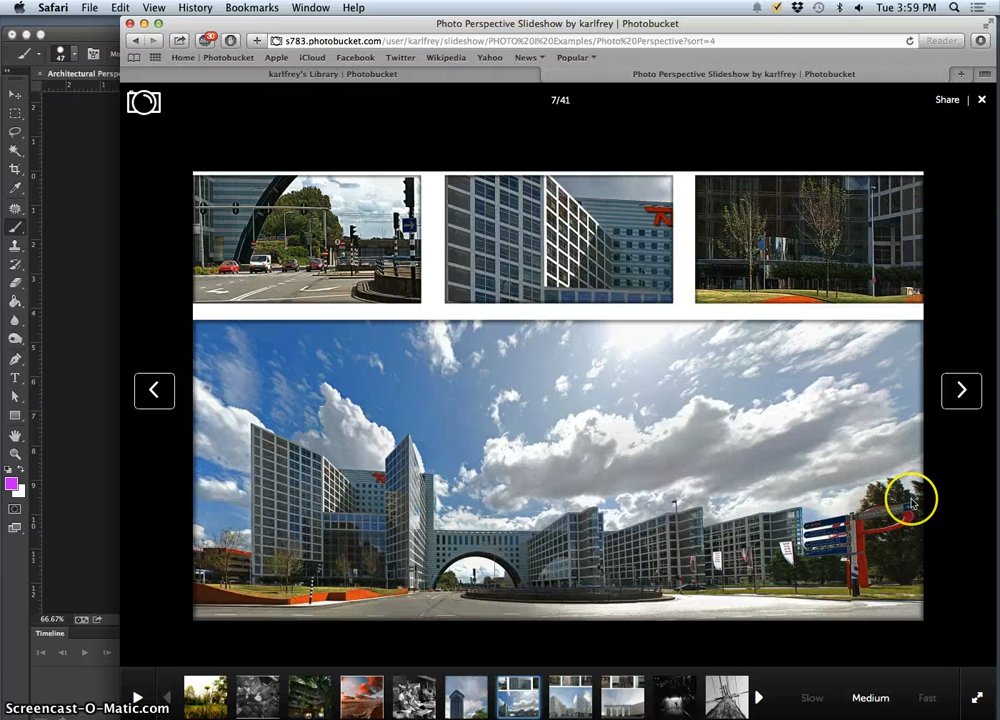 Safari File Edit View History Bookmarks Window Help Tue 3:59 PM
Photo Perspective Slideshow by karlfrey | Photobucket
47
30 s783.photobucket.com/user/karlfrey/slideshow/PHOTO%20I%20Examples/Photo%20Perspective?sort=4 Reader
Home | Photobucket Apple iCloud Facebook Twitter Wikipedia Yahoo News Popular
Architectural Persp
karlfrey's Library | Photobucket Photo Perspective Slideshow by karlfrey | Photobucket
7/41
Share | ×
66.67%
Timeline
Slow Medium Fast
Screencast-O-Matic.com